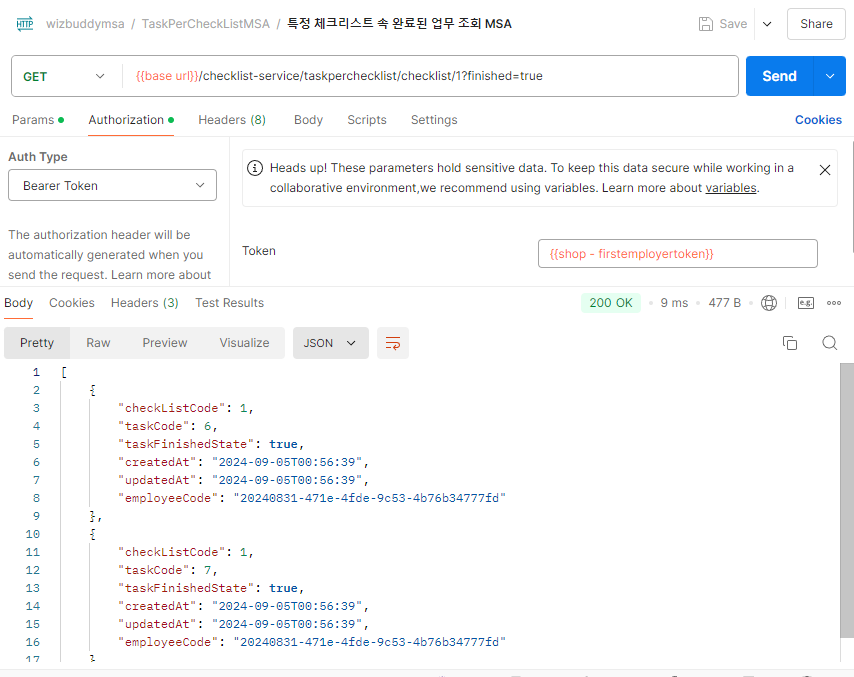 HTTP wizbuddymsa / TaskPerCheckListMSA / 특정 체크리스트 속 완료된 업무 조회 MSA Save Share
GET {{base url}}/checklist-service/taskperchecklist/checklist/1?finished=true Send
Params Authorization Headers (8) Body Scripts Settings Cookies
Auth Type
Bearer Token
The authorization header will be
automatically generated when you
send the request. Learn more about
Heads up! These parameters hold sensitive data. To keep this data secure while working in a
collaborative environment,we recommend using variables. Learn more about variables.
Token {{shop - firstemployertoken}}
Body Cookies Headers (3) Test Results 200 OK 9 ms 477 B e.g.
Pretty Raw Preview Visualize JSON
1 [
2 {
3 "checkListCode": 1,
4 "taskCode": 6,
5 "taskFinishedState": true,
6 "createdAt": "2024-09-05T00:56:39",
7 "updatedAt": "2024-09-05T00:56:39",
8 "employeeCode": "20240831-471e-4fde-9c53-4b76b34777fd"
9 },
10 {
11 "checkListCode": 1,
12 "taskCode": 7,
13 "taskFinishedState": true,
14 "createdAt": "2024-09-05T00:56:39",
15 "updatedAt": "2024-09-05T00:56:39",
16 "employeeCode": "20240831-471e-4fde-9c53-4b76b34777fd"
17 }